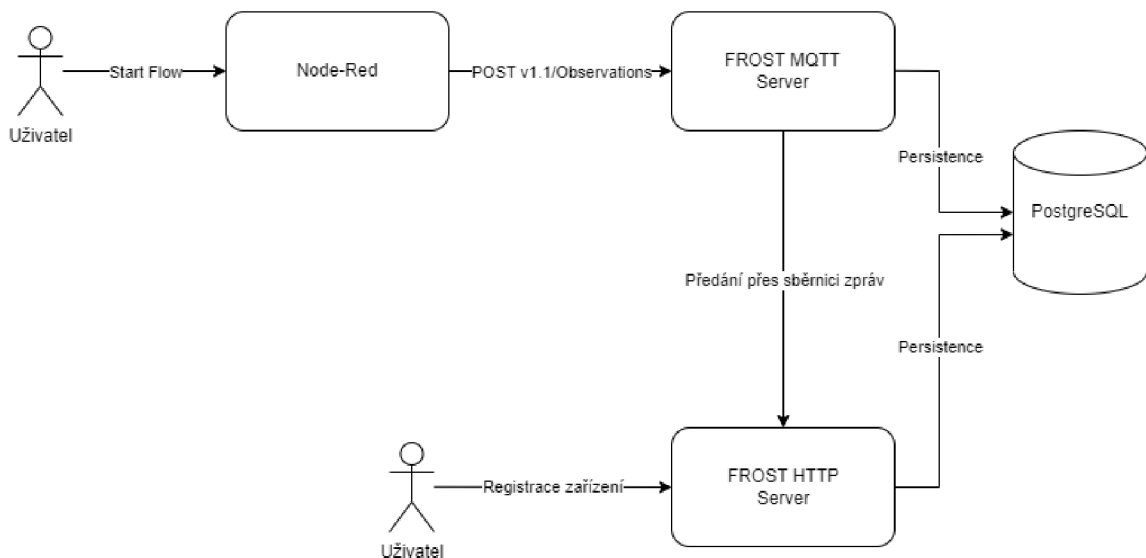 Start Flow
Node-Red
POST v1.1/Observations
FROST MQTT
Server
Uživatel
Persistence
PostgreSQL
Předání přes sběrnici zpráv
Persistence
Registrace zařízení
FROST HTTP
Server
Uživatel